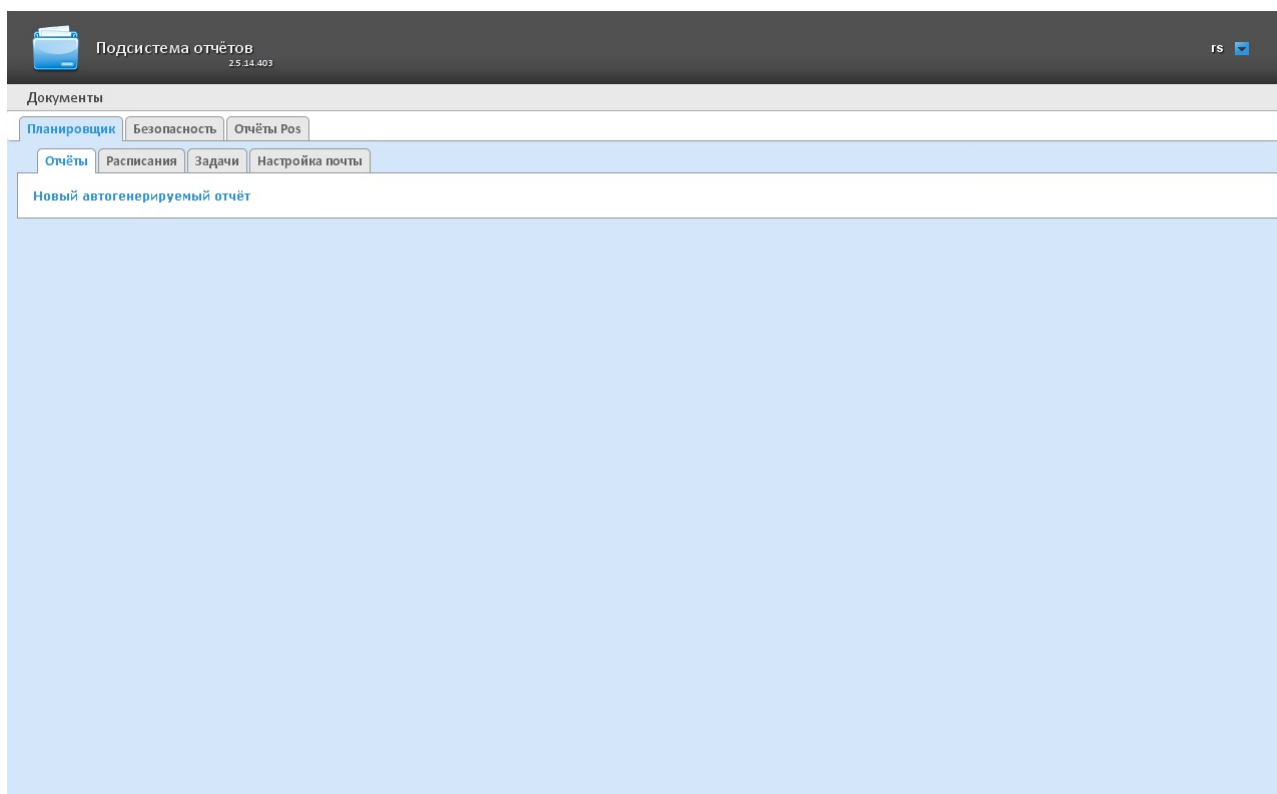 Подсистема отчётов
2.5.14.403
rs
Документы
Планировщик Безопасность Отчёты Pos
Отчёты Расписания Задачи Настройка почты
Новый автогенерируемый отчёт